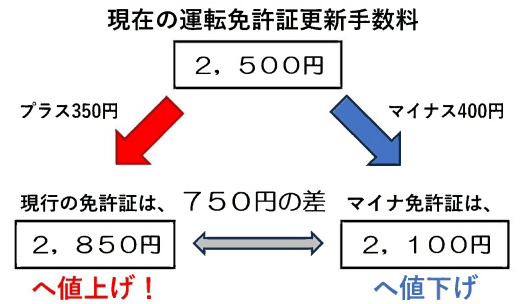 現在の運転免許証更新手数料
２，５００円
プラス350円
マイナス400円
現行の免許証は、
７５０円の差
マイナ免許証は、
２，８５０円
２，１００円
へ値上げ！
へ値下げ